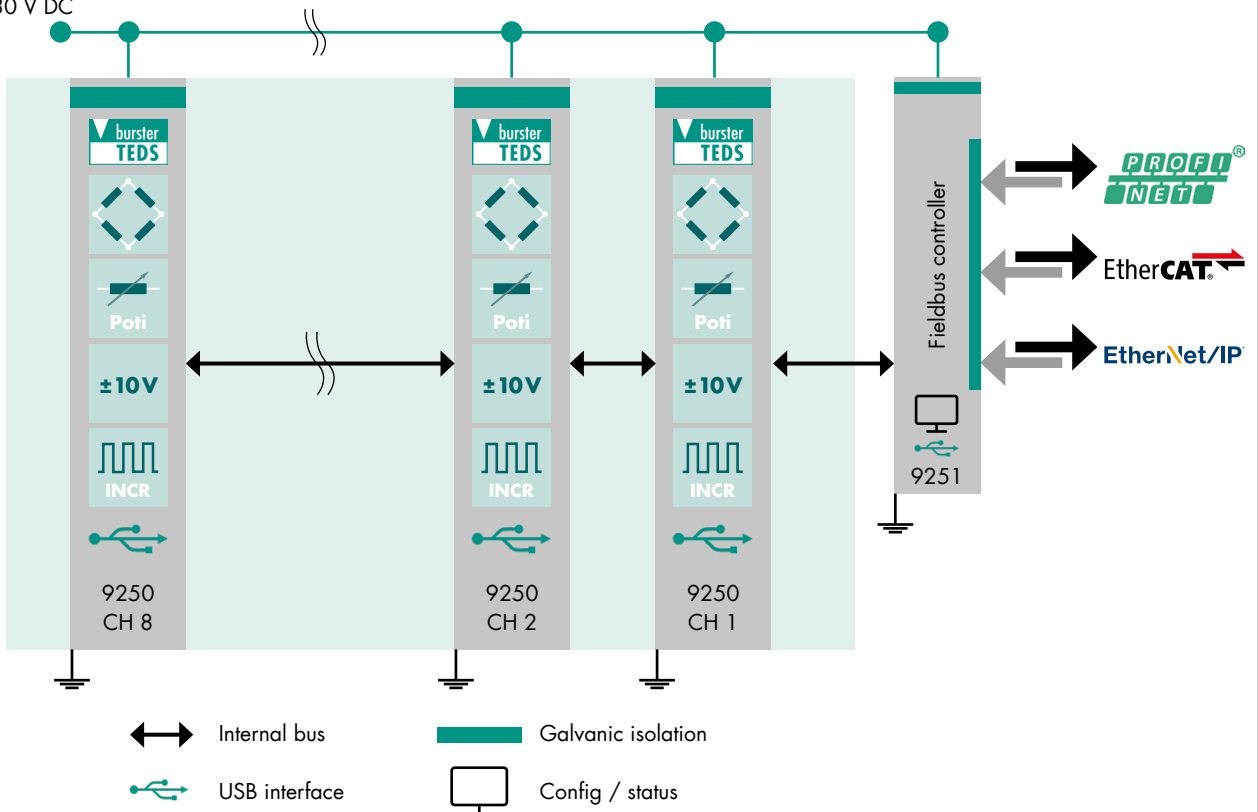 30 V DC
burster
TEDS
Poti
±10V
INCR
9250
CH 8
burster
TEDS
Poti
±10V
INCR
9250
CH 2
burster
TEDS
Poti
±10V
INCR
9250
CH 1
Fieldbus controller
9251
PROFI®
NET
EtherCAT®
EtherNet/IP
Internal bus
Galvanic isolation
USB interface
Config / status